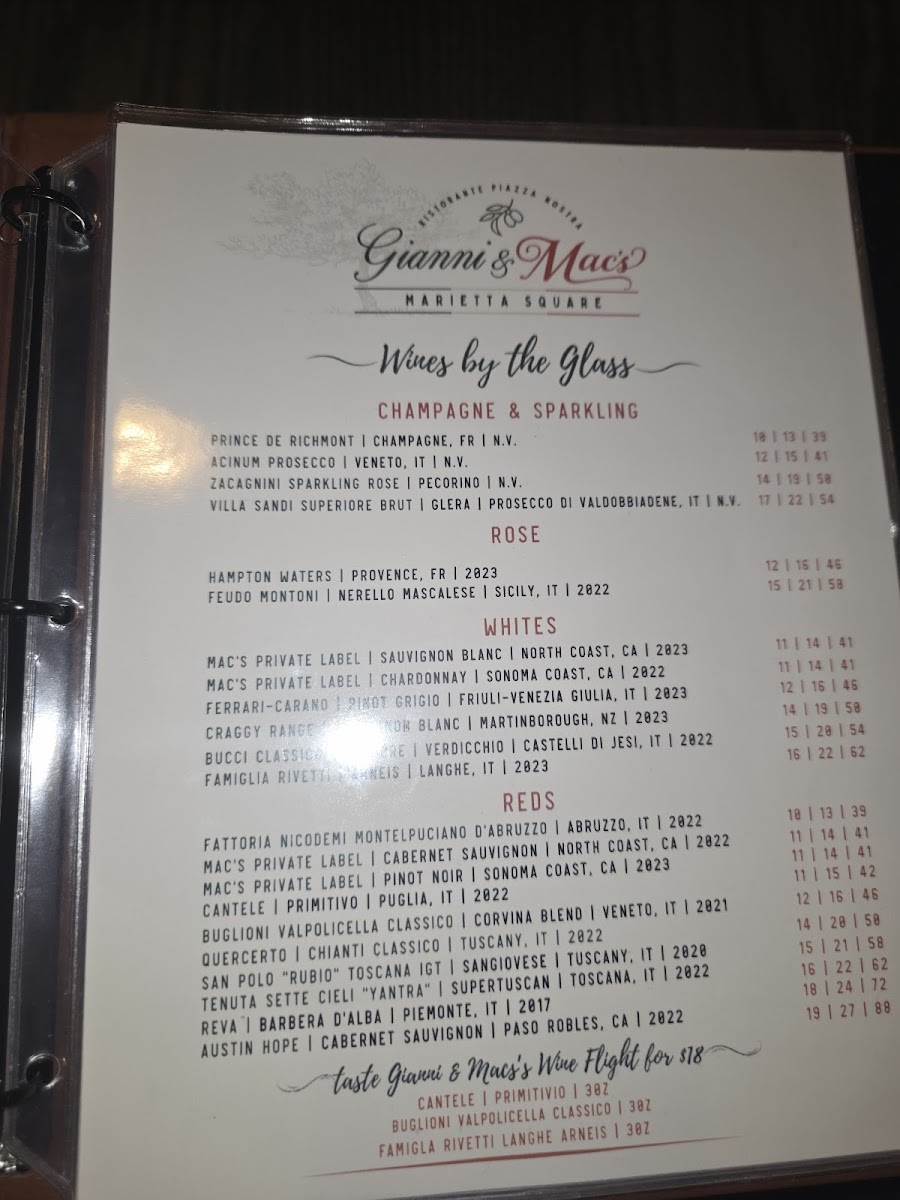 RISTORANTE PIAZZA NOSTRA
Gianni & Mac's
MARIETTA SQUARE
Wines by the Glass
CHAMPAGNE & SPARKLING
PRINCE DE RICHMONT | CHAMPAGNE, FR | N.V. 10 | 13 | 39
ACINUM PROSECCO | VENETO, IT | N.V. 12 | 15 | 41
ZACAGNINI SPARKLING ROSE | PECORINO | N.V. 14 | 19 | 50
VILLA SANDI SUPERIORE BRUT | GLERA | PROSECCO DI VALDOBBIADENE, IT | N.V. 17 | 22 | 54
ROSE
HAMPTON WATERS | PROVENCE, FR | 2023 12 | 16 | 46
FEUDO MONTONI | NERELLO MASCALESE | SICILY, IT | 2022 15 | 21 | 58
WHITES
MAC'S PRIVATE LABEL | SAUVIGNON BLANC | NORTH COAST, CA | 2023 11 | 14 | 41
MAC'S PRIVATE LABEL | CHARDONNAY | SONOMA COAST, CA | 2022 11 | 14 | 41
FERRARI-CARANO | PINOT GRIGIO | FRIULI-VENEZIA GIULIA, IT | 2023 12 | 16 | 46
CRAGGY RANGE BLANC | MARTINBOROUGH, NZ | 2023 14 | 19 | 50
BUCCI | VERDICCHIO | CASTELLI DI JESI, IT | 2022 15 | 20 | 54
FAMIGLIA RIVETTI | ARNEIS | LANGHE, IT | 2023 16 | 22 | 62
REDS
FATTORIA NICODEMI MONTELPUCIANO D'ABRUZZO | ABRUZZO, IT | 2022 10 | 13 | 39
MAC'S PRIVATE LABEL | CABERNET SAUVIGNON | NORTH COAST, CA | 2022 11 | 14 | 41
MAC'S PRIVATE LABEL | PINOT NOIR | SONOMA COAST, CA | 2023 11 | 14 | 41
CANTELE | PRIMITIVO | PUGLIA, IT | 2022 11 | 15 | 42
BUGLIONI VALPOLICELLA CLASSICO | CORVINA BLEND | VENETO, IT | 2021 12 | 16 | 46
QUERCERTO | CHIANTI CLASSICO | TUSCANY, IT | 2022 14 | 20 | 50
SAN POLO "RUBIO" TOSCANA IGT | SANGIOVESE | TUSCANY, IT | 2020 15 | 21 | 58
TENUTA SETTE CIELI "YANTRA" | SUPERTUSCAN | TOSCANA, IT | 2022 16 | 22 | 62
REVA | BARBERA D'ALBA | PIEMONTE, IT | 2017 18 | 24 | 72
AUSTIN HOPE | CABERNET SAUVIGNON | PASO ROBLES, CA | 2022 19 | 27 | 88
taste Gianni & Macs's Wine Flight for $18
CANTELE | PRIMITIVIO | 3OZ
BUGLIONI VALPOLICELLA CLASSICO | 3OZ
FAMIGLA RIVETTI LANGHE ARNEIS | 3OZ